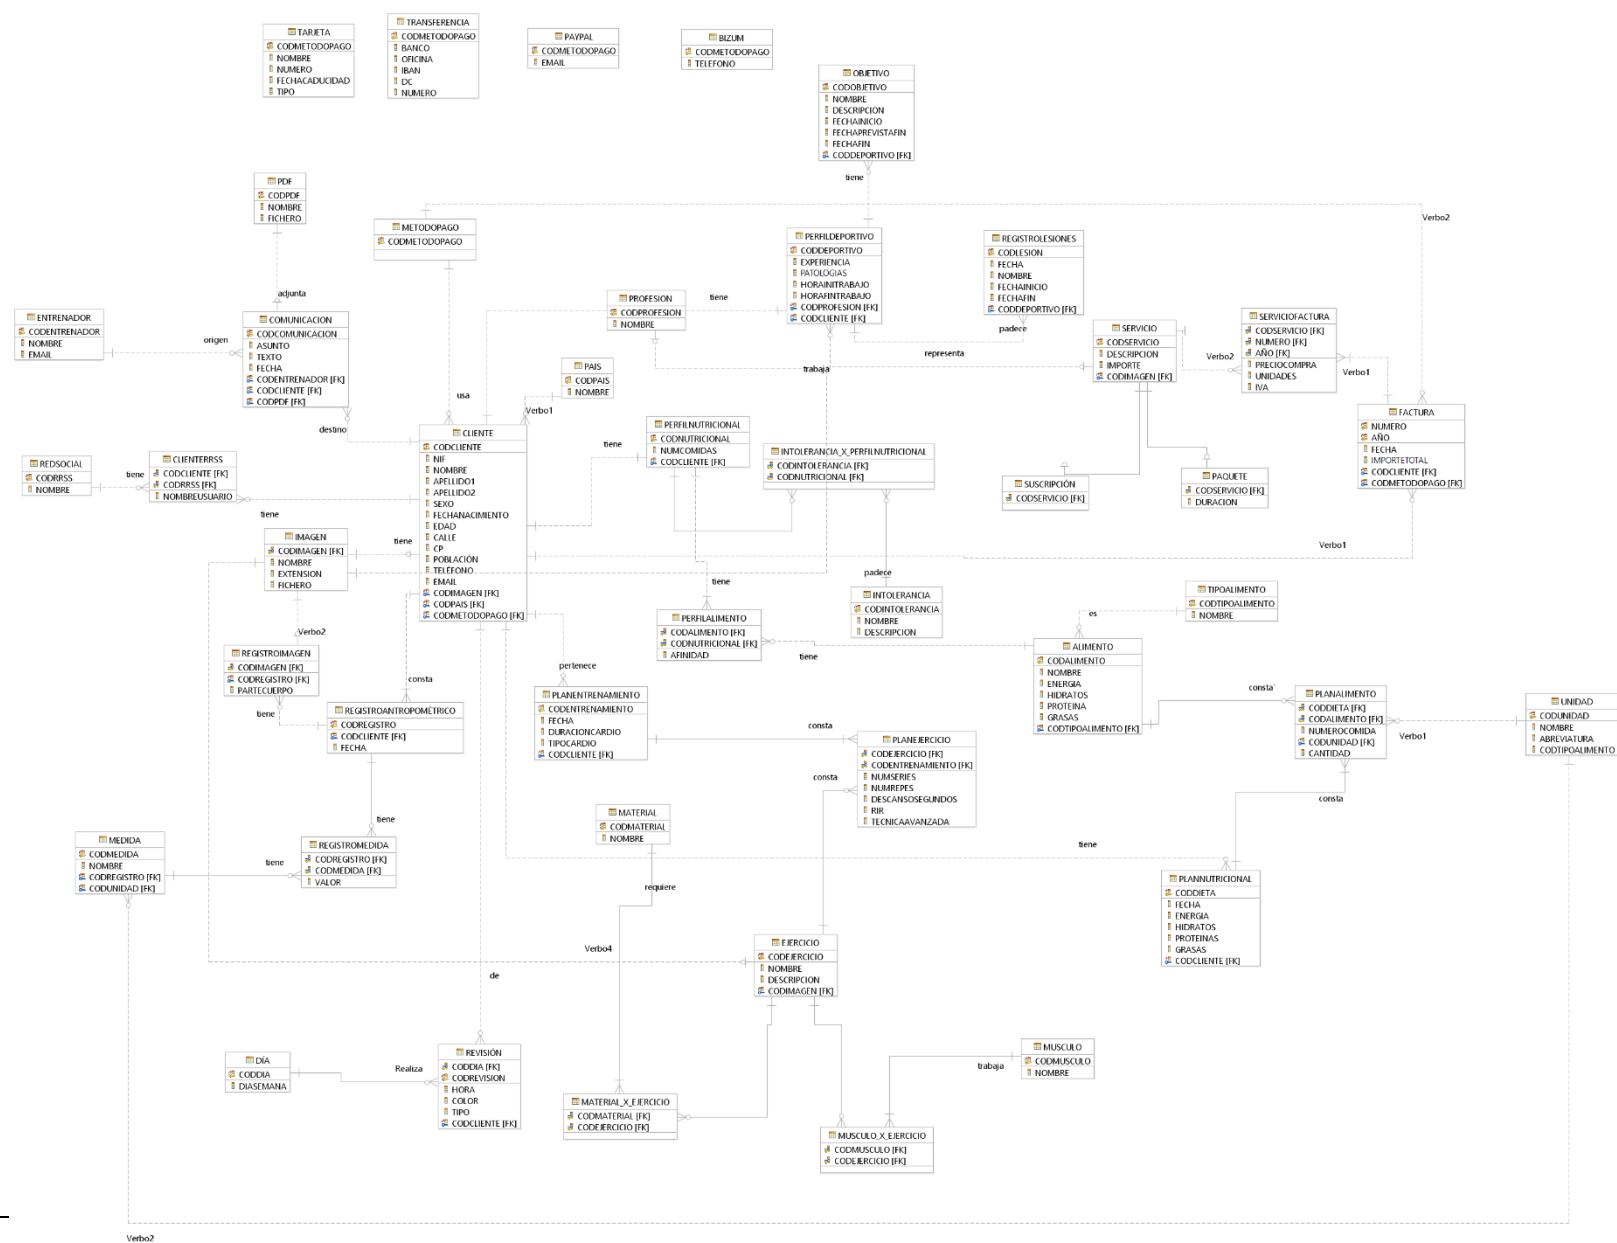 TARJETA
CODMETODOPAGO
NOMBRE
NUMERO
FECHACADUCIDAD
TIPO
TRANSFERENCIA
CODMETODOPAGO
BANCO
OFICINA
IBAN
DC
NUMERO
PAYPAL
CODMETODOPAGO
EMAIL
BIZUM
CODMETODOPAGO
TELEFONO
OBJETIVO
CODOBJETIVO
NOMBRE
DESCRIPCION
FECHAINICIO
FECHAPREVISTAFIN
FECHAFIN
CODDEPORTIVO [FK]
tiene
PDF
CODPDF
NOMBRE
FICHERO
adjunta
METODOPAGO
CODMETODOPAGO
Verbo2
PERFILDEPORTIVO
CODDEPORTIVO
EXPERIENCIA
PATOLOGIAS
HORAINITRABAJO
HORAFINTRABAJO
CODPROFESION [FK]
CODCLIENTE [FK]
REGISTROLESIONES
CODLESION
FECHA
NOMBRE
FECHAINICIO
FECHAFIN
CODDEPORTIVO [FK]
padece
PROFESION
CODPROFESION
NOMBRE
tiene
trabaja
representa
ENTRENADOR
CODENTRENADOR
NOMBRE
EMAIL
origen
COMUNICACION
CODCOMUNICACION
ASUNTO
TEXTO
FECHA
CODENTRENADOR [FK]
CODCLIENTE [FK]
CODPDF [FK]
destino
SERVICIO
CODSERVICIO
DESCRIPCION
IMPORTE
CODIMAGEN [FK]
SERVICIOFACTURA
CODSERVICIO [FK]
NUMERO [FK]
AÑO [FK]
PRECIOCOMPRA
UNIDADES
IVA
Verbo2
Verbo1
PAIS
CODPAIS
NOMBRE
usa
Verbo1
FACTURA
NUMERO
AÑO
FECHA
IMPORTETOTAL
CODCLIENTE [FK]
CODMETODOPAGO [FK]
CLIENTE
CODCLIENTE
NIF
NOMBRE
APELLIDO1
APELLIDO2
SEXO
FECHANACIMIENTO
EDAD
CALLE
CP
POBLACIÓN
TELÉFONO
EMAIL
CODIMAGEN [FK]
CODPAIS [FK]
CODMETODOPAGO [FK]
PERFILNUTRICIONAL
CODNUTRICIONAL
NUMCOMIDAS
CODCLIENTE [FK]
tiene
INTOLERANCIA_X_PERFILNUTRICIONAL
CODINTOLERANCIA [FK]
CODNUTRICIONAL [FK]
REDSOCIAL
CODRRSS
NOMBRE
tiene
CLIENTERRSS
CODCLIENTE [FK]
CODRRSS [FK]
NOMBREUSUARIO
tiene
SUSCRIPCIÓN
CODSERVICIO [FK]
PAQUETE
CODSERVICIO [FK]
DURACION
IMAGEN
CODIMAGEN [FK]
NOMBRE
EXTENSION
FICHERO
tiene
Verbo1
Verbo2
padece
INTOLERANCIA
CODINTOLERANCIA
NOMBRE
DESCRIPCION
tiene
PERFILALIMENTO
CODALIMENTO [FK]
CODNUTRICIONAL [FK]
AFINIDAD
tiene
TIPOALIMENTO
CODTIPOALIMENTO
NOMBRE
es
ALIMENTO
CODALIMENTO
NOMBRE
ENERGIA
HIDRATOS
PROTEINA
GRASAS
CODTIPOALIMENTO [FK]
REGISTROIMAGEN
CODIMAGEN [FK]
CODREGISTRO [FK]
PARTECUERPO
tiene
consta
pertenece
REGISTROANTROPOMÉTRICO
CODREGISTRO
CODCLIENTE [FK]
FECHA
PLANENTRENAMIENTO
CODENTRENAMIENTO
FECHA
DURACIONCARDIO
TIPOCARDIO
CODCLIENTE [FK]
consta
PLANEJERCICIO
CODEJERCICIO [FK]
CODENTRENAMIENTO [FK]
NUMSERIES
NUMREPES
DESCANSOSEGUNDOS
RIR
TECNICAAVANZADA
consta
consta
PLANALIMENTO
CODDIETA [FK]
CODALIMENTO [FK]
NUMEROCOMIDA
CODUNIDAD [FK]
CANTIDAD
Verbo1
UNIDAD
CODUNIDAD
NOMBRE
ABREVIATURA
CODTIPOALIMENTO
consta
MATERIAL
CODMATERIAL
NOMBRE
tiene
MEDIDA
CODMEDIDA
NOMBRE
CODREGISTRO [FK]
CODUNIDAD [FK]
tiene
REGISTROMEDIDA
CODREGISTRO [FK]
CODMEDIDA [FK]
VALOR
requiere
tiene
PLANNUTRICIONAL
CODDIETA
FECHA
ENERGIA
HIDRATOS
PROTEINAS
GRASAS
CODCLIENTE [FK]
Verbo4
EJERCICIO
CODEJERCICIO
NOMBRE
DESCRIPCION
CODIMAGEN [FK]
de
DÍA
CODDIA
DIASEMANA
Realiza
REVISIÓN
CODDIA [FK]
CODREVISION
HORA
COLOR
TIPO
CODCLIENTE [FK]
MUSCULO
CODMUSCULO
NOMBRE
trabaja
MATERIAL_X_EJERCICIO
CODMATERIAL [FK]
CODEJERCICIO [FK]
MUSCULO_X_EJERCICIO
CODMUSCULO [FK]
CODEJERCICIO [FK]
Verbo2